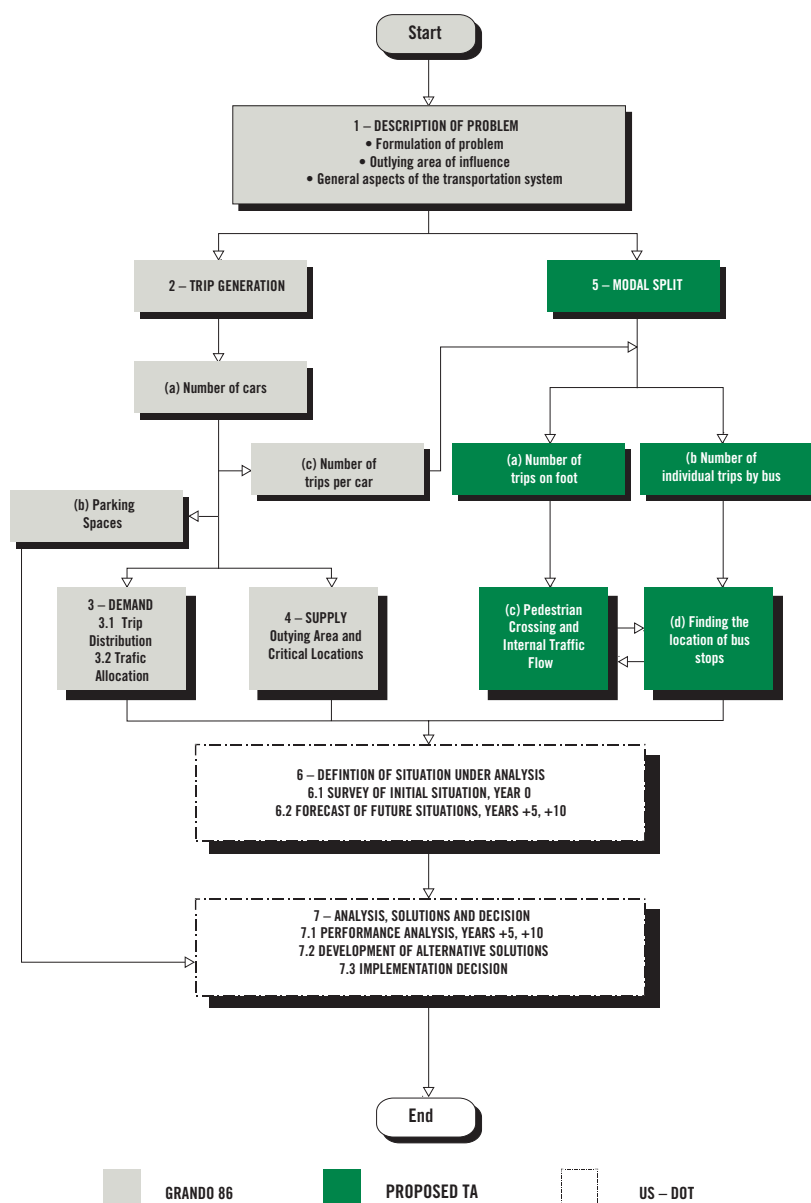 Start
1 – DESCRIPTION OF PROBLEM
• Formulation of problem
• Outlying area of influence
• General aspects of the transportation system
2 – TRIP GENERATION
5 – MODAL SPLIT
(a) Number of cars
(c) Number of
trips per car
(a) Number of
trips on foot
(b Number of
individual trips by bus
(b) Parking
Spaces
3 – DEMAND
3.1 Trip
Distribution
3.2 Trafic
Allocation
4 – SUPPLY
Outying Area and
Critical Locations
(c) Pedestrian
Crossing and
Internal Traffic
Flow
(d) Finding the
location of bus
stops
6 – DEFINTION OF SITUATION UNDER ANALYSIS
6.1 SURVEY OF INITIAL SITUATION, YEAR 0
6.2 FORECAST OF FUTURE SITUATIONS, YEARS +5, +10
7 – ANALYSIS, SOLUTIONS AND DECISION
7.1 PERFORMANCE ANALYSIS, YEARS +5, +10
7.2 DEVELOPMENT OF ALTERNATIVE SOLUTIONS
7.3 IMPLEMENTATION DECISION
End
GRANDO 86
PROPOSED TA
US – DOT